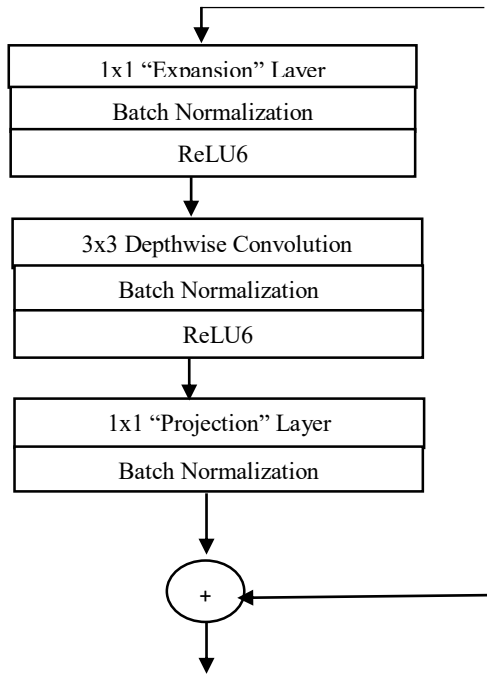 1x1 “Expansion” Layer
Batch Normalization
ReLU6
3x3 Depthwise Convolution
Batch Normalization
ReLU6
1x1 “Projection” Layer
Batch Normalization
+